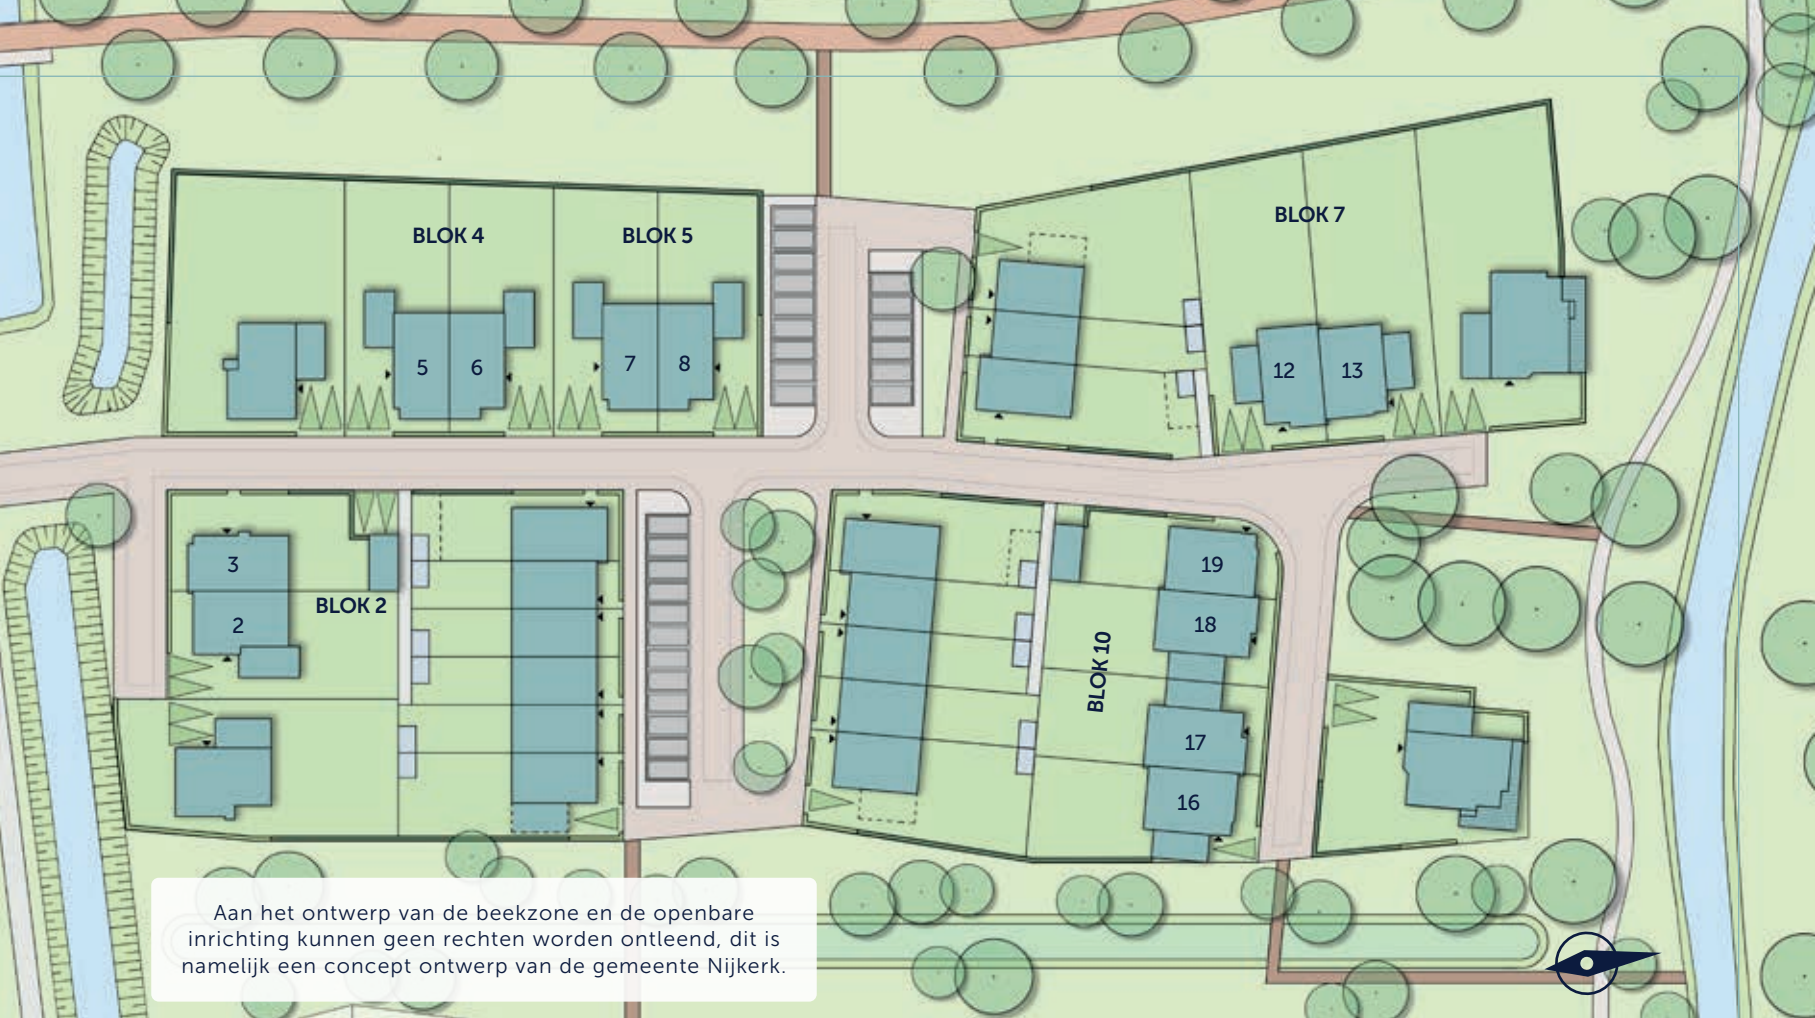 BLOK 4
BLOK 5
BLOK 7
5
6
7
8
12
13
3
2
BLOK 2
19
18
BLOK 10
17
16
Aan het ontwerp van de beekzone en de openbare
inrichting kunnen geen rechten worden ontleend, dit is
namelijk een concept ontwerp van de gemeente Nijkerk.